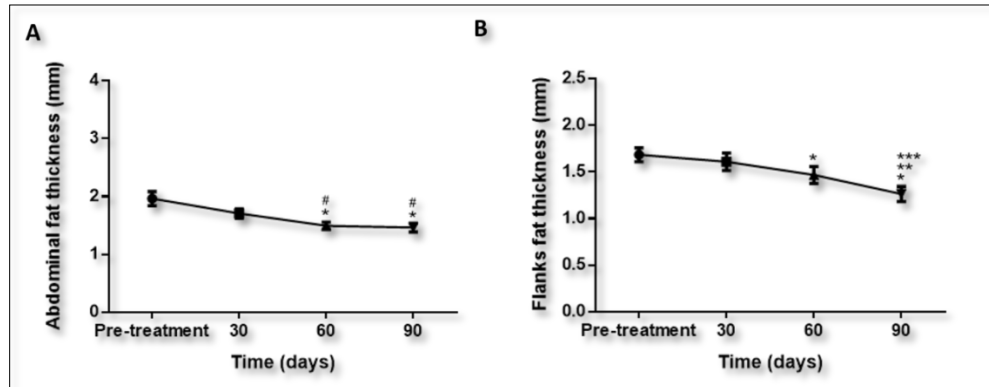 A
Abdominal fat thickness (mm)
4
3
2
1
0
#
*
#
*
Pre-treatment 30 60 90
Time (days)
B
Flanks fat thickness (mm)
2.5
2.0
1.5
1.0
0.5
0.0
*
***
**
*
Pre-treatment 30 60 90
Time (days)